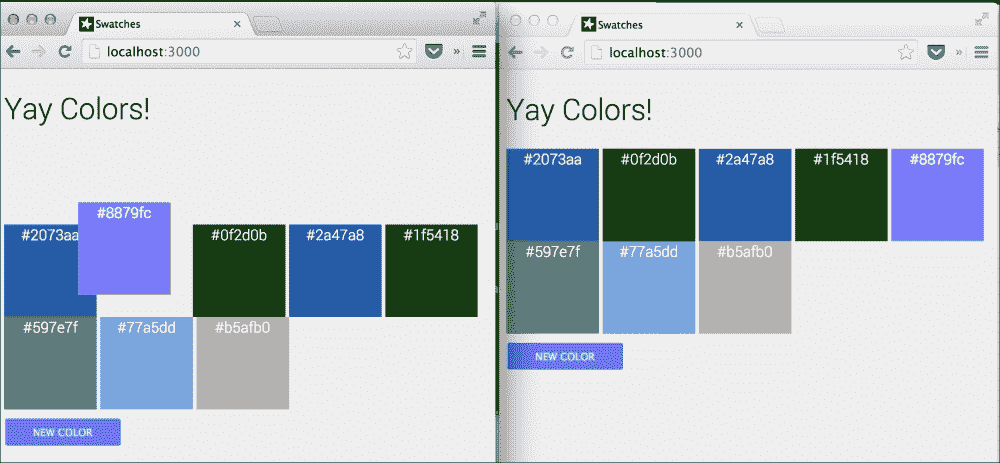 Swatches
localhost:3000
Yay Colors!
#8879fc
#2073aa
#0f2d0b
#2a47a8
#1f5418
#597e7f
#77a5dd
#b5afb0
NEW COLOR
Swatches
localhost:3000
Yay Colors!
#2073aa
#0f2d0b
#2a47a8
#1f5418
#8879fc
#597e7f
#77a5dd
#b5afb0
NEW COLOR